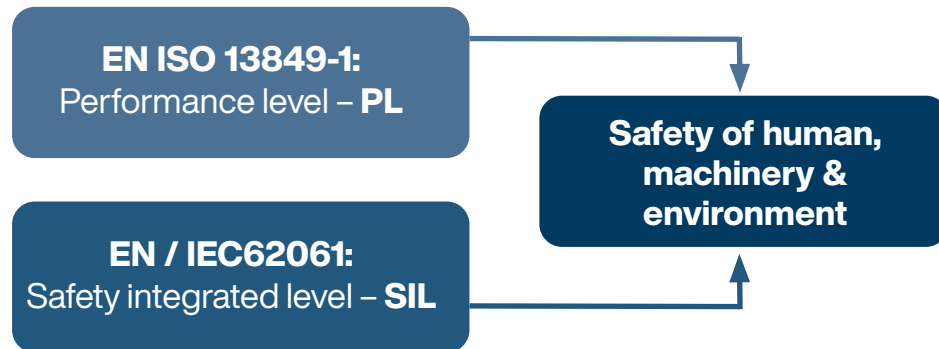 EN ISO 13849-1:
Performance level – PL
EN / IEC62061:
Safety integrated level – SIL
Safety of human,
machinery &
environment